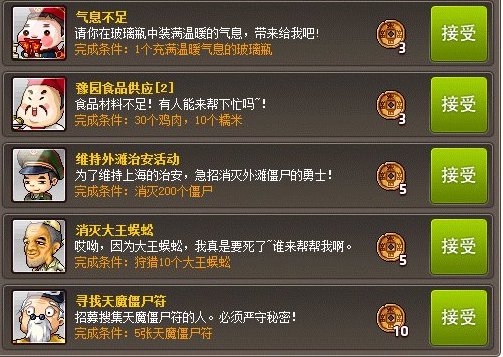 气息不足
请你在玻璃瓶中装满温暖的气息，带来给我吧!
完成条件：1个充满温暖气息的玻璃瓶
3
接受
豫园食品供应[2]
食品材料不足！有人能来帮下忙吗~!
完成条件：30个鸡肉，10个糯米
3
接受
维持外滩治安活动
为了维持上海的治安，急招消灭外滩僵尸的勇士！
完成条件：消灭200个僵尸
5
接受
消灭大王蜈蚣
哎呦，因为大王蜈蚣，我真是要死了~谁来帮帮我啊。
完成条件：狩猎10个大王蜈蚣
5
接受
寻找天魔僵尸符
招募搜集天魔僵尸符的人。必须严守秘密！
完成条件：5张天魔僵尸符
10
接受